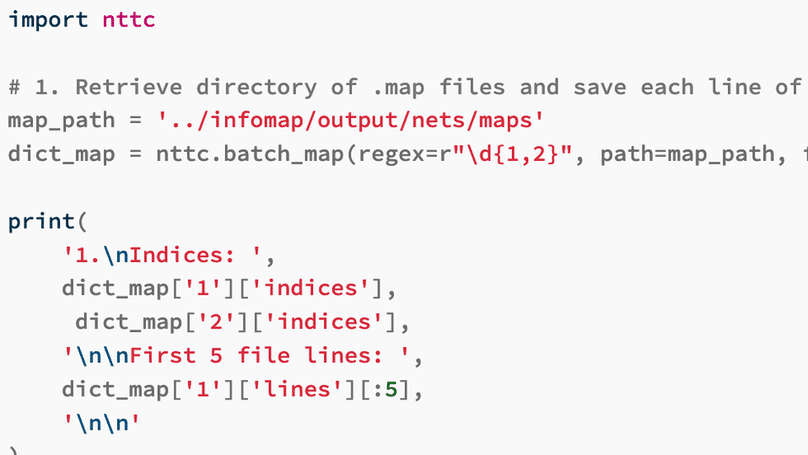 import nttc
# 1. Retrieve directory of .map files and save each line of
map_path = '../infomap/output/nets/maps'
dict_map = nttc.batch_map(regex=r"\d{1,2}", path=map_path,
print(
'1.\nIndices: ',
dict_map['1']['indices'],
dict_map['2']['indices'],
'\n\nFirst 5 file lines: ',
dict_map['1']['lines'][:5],
'\n\n'
)